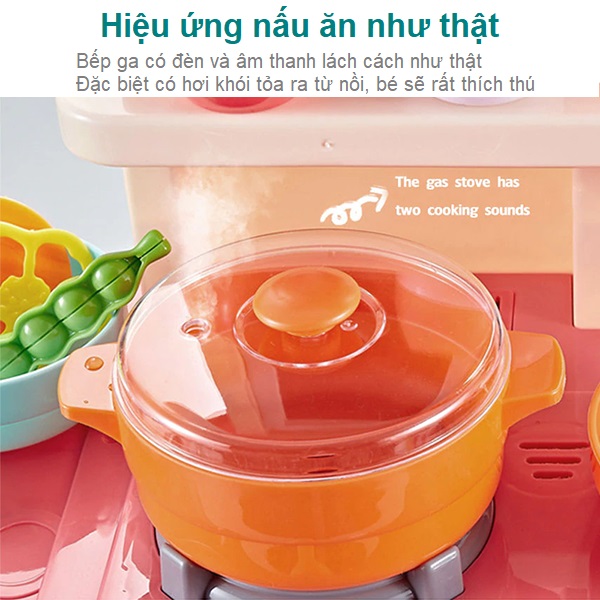 Hiệu ứng nấu ăn như thật
Bếp ga có đèn và âm thanh lách cách như thật
Đặc biệt có hơi khói tỏa ra từ nồi, bé sẽ rất thích thú
The gas stove has
two cooking sounds